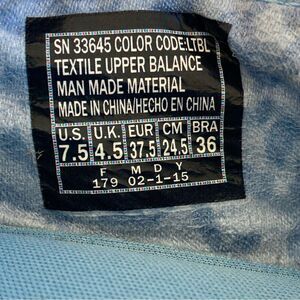 SN 33645 COLOR CODE:LTBL
TEXTILE UPPER BALANCE
MAN MADE MATERIAL
MADE IN CHINA/HECHO EN CHINA
U.S. U.K. EUR CM BRA
7.5 4.5 37.5 24.5 36
F M D Y
179 02-1-15